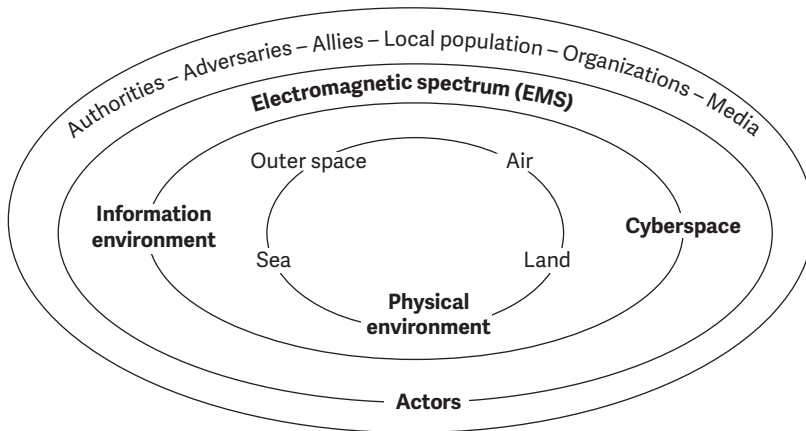 Authorities – Adversaries – Allies – Local population – Organizations – Media
Electromagnetic spectrum (EMS)
Outer space
Air
Information
environment
Cyberspace
Sea
Land
Physical
environment
Actors